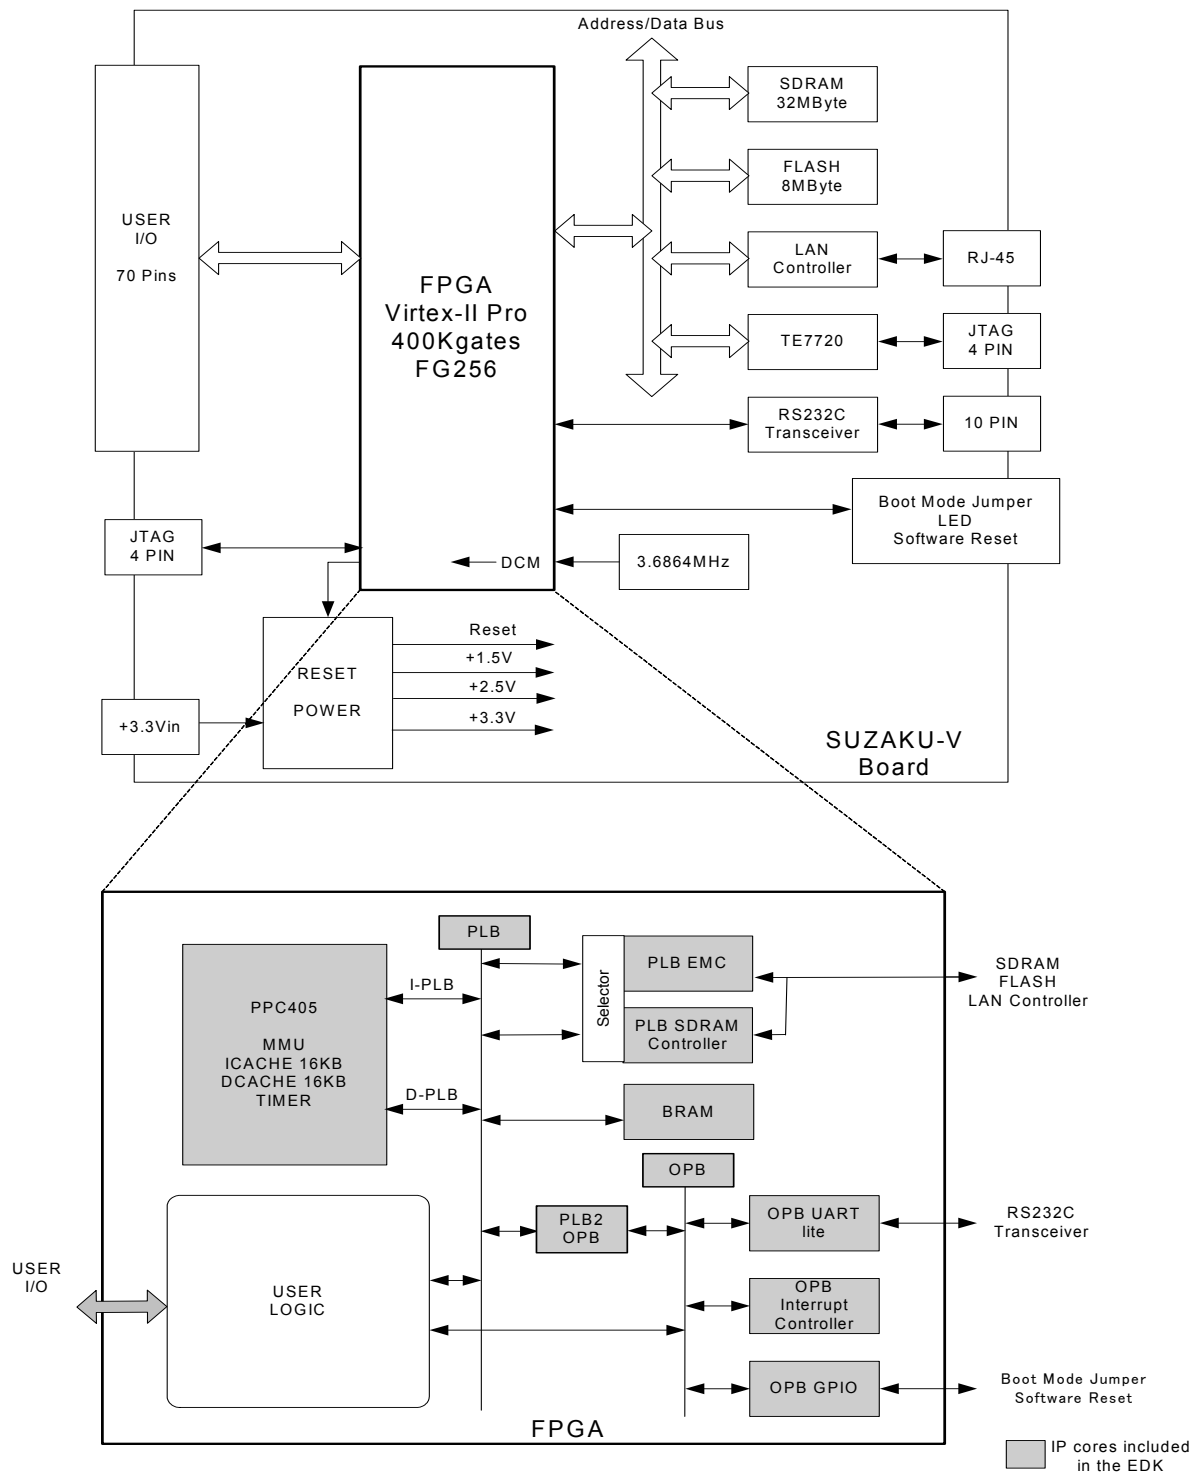 Address/Data Bus
USER
I/O
70 Pins
FPGA
Virtex-II Pro
400Kgates
FG256
SDRAM
32MByte
FLASH
8MByte
LAN
Controller
RJ-45
TE7720
JTAG
4 PIN
RS232C
Transceiver
10 PIN
Boot Mode Jumper
LED
Software Reset
JTAG
4 PIN
DCM
3.6864MHz
RESET
POWER
Reset
+1.5V
+2.5V
+3.3V
+3.3Vin
SUZAKU-V
Board
PLB
PPC405
MMU
ICACHE 16KB
DCACHE 16KB
TIMER
I-PLB
D-PLB
Selector
PLB EMC
PLB SDRAM
Controller
BRAM
SDRAM
FLASH
LAN Controller
OPB
PLB2
OPB
OPB UART
lite
RS232C
Transceiver
USER
I/O
USER
LOGIC
OPB
Interrupt
Controller
OPB GPIO
Boot Mode Jumper
Software Reset
FPGA
IP cores included
in the EDK